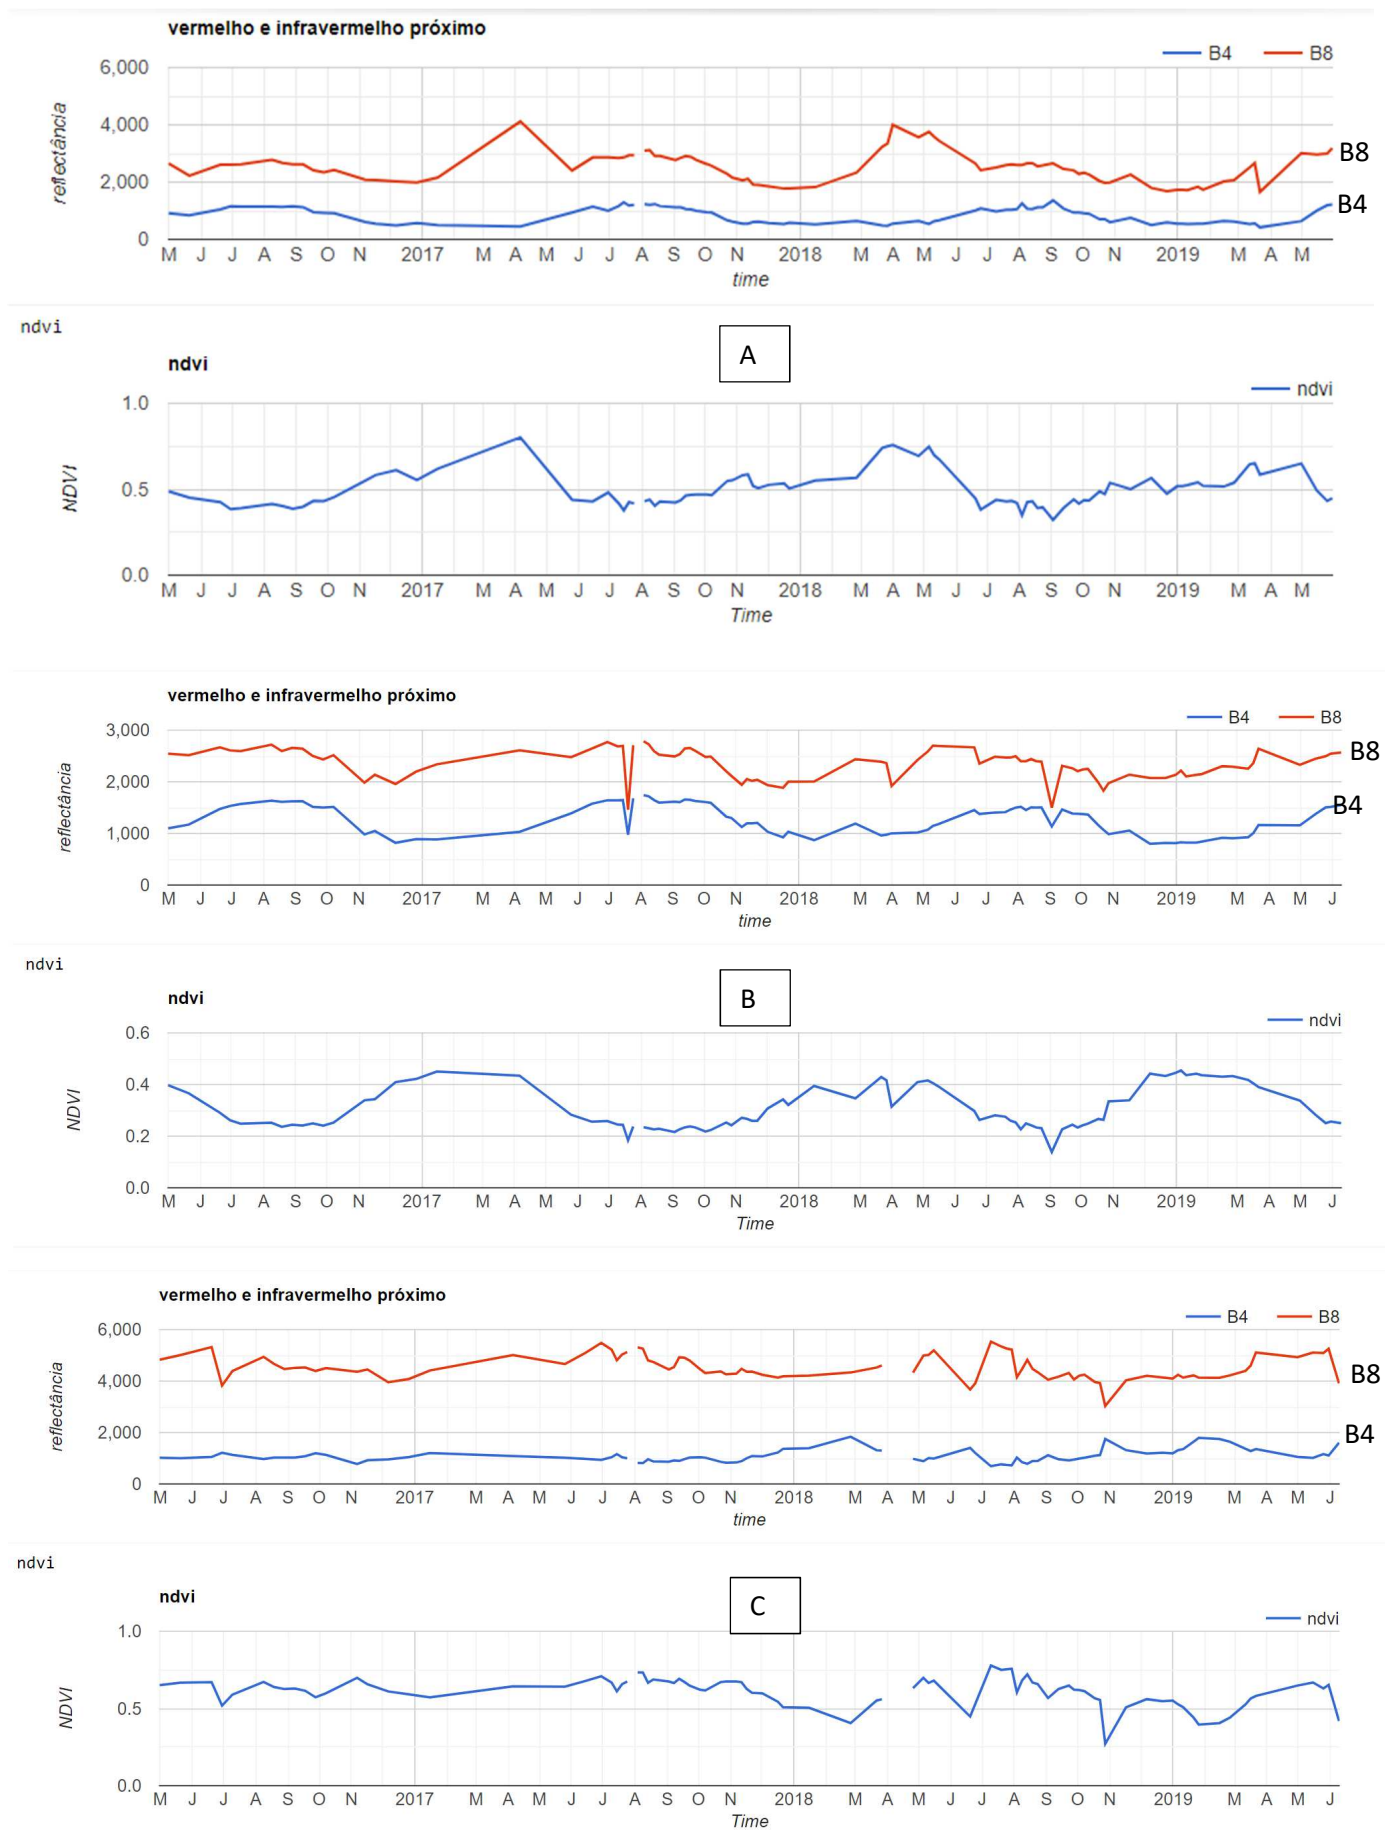 vermelho e infravermelho próximo
B4 B8
6,000
4,000
2,000
0
reflectância
B8
B4
M J J A S O N 2017 M A M J J A S O N 2018 M A M J J A S O N 2019 M A M
time
ndvi
A
ndvi
ndvi
1.0
0.5
0.0
NDVI
M J J A S O N 2017 M A M J J A S O N 2018 M A M J J A S O N 2019 M A M
Time
vermelho e infravermelho próximo
B4 B8
3,000
2,000
1,000
0
reflectância
B8
B4
M J J A S O N 2017 M A M J J A S O N 2018 M A M J J A S O N 2019 M A M J
time
ndvi
B
ndvi
ndvi
0.6
0.4
0.2
0.0
NDVI
M J J A S O N 2017 M A M J J A S O N 2018 M A M J J A S O N 2019 M A M J
Time
vermelho e infravermelho próximo
B4 B8
6,000
4,000
2,000
0
reflectância
B8
B4
M J J A S O N 2017 M A M J J A S O N 2018 M A M J J A S O N 2019 M A M J
time
ndvi
C
ndvi
ndvi
1.0
0.5
0.0
NDVI
M J J A S O N 2017 M A M J J A S O N 2018 M A M J J A S O N 2019 M A M J
Time